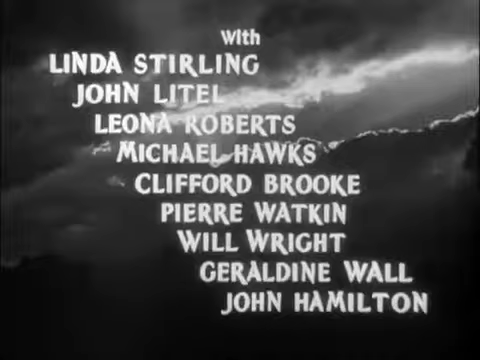 with
LINDA STIRLING
JOHN LITEL
LEONA ROBERTS
MICHAEL HAWKS
CLIFFORD BROOKE
PIERRE WATKIN
WILL WRIGHT
GERALDINE WALL
JOHN HAMILTON